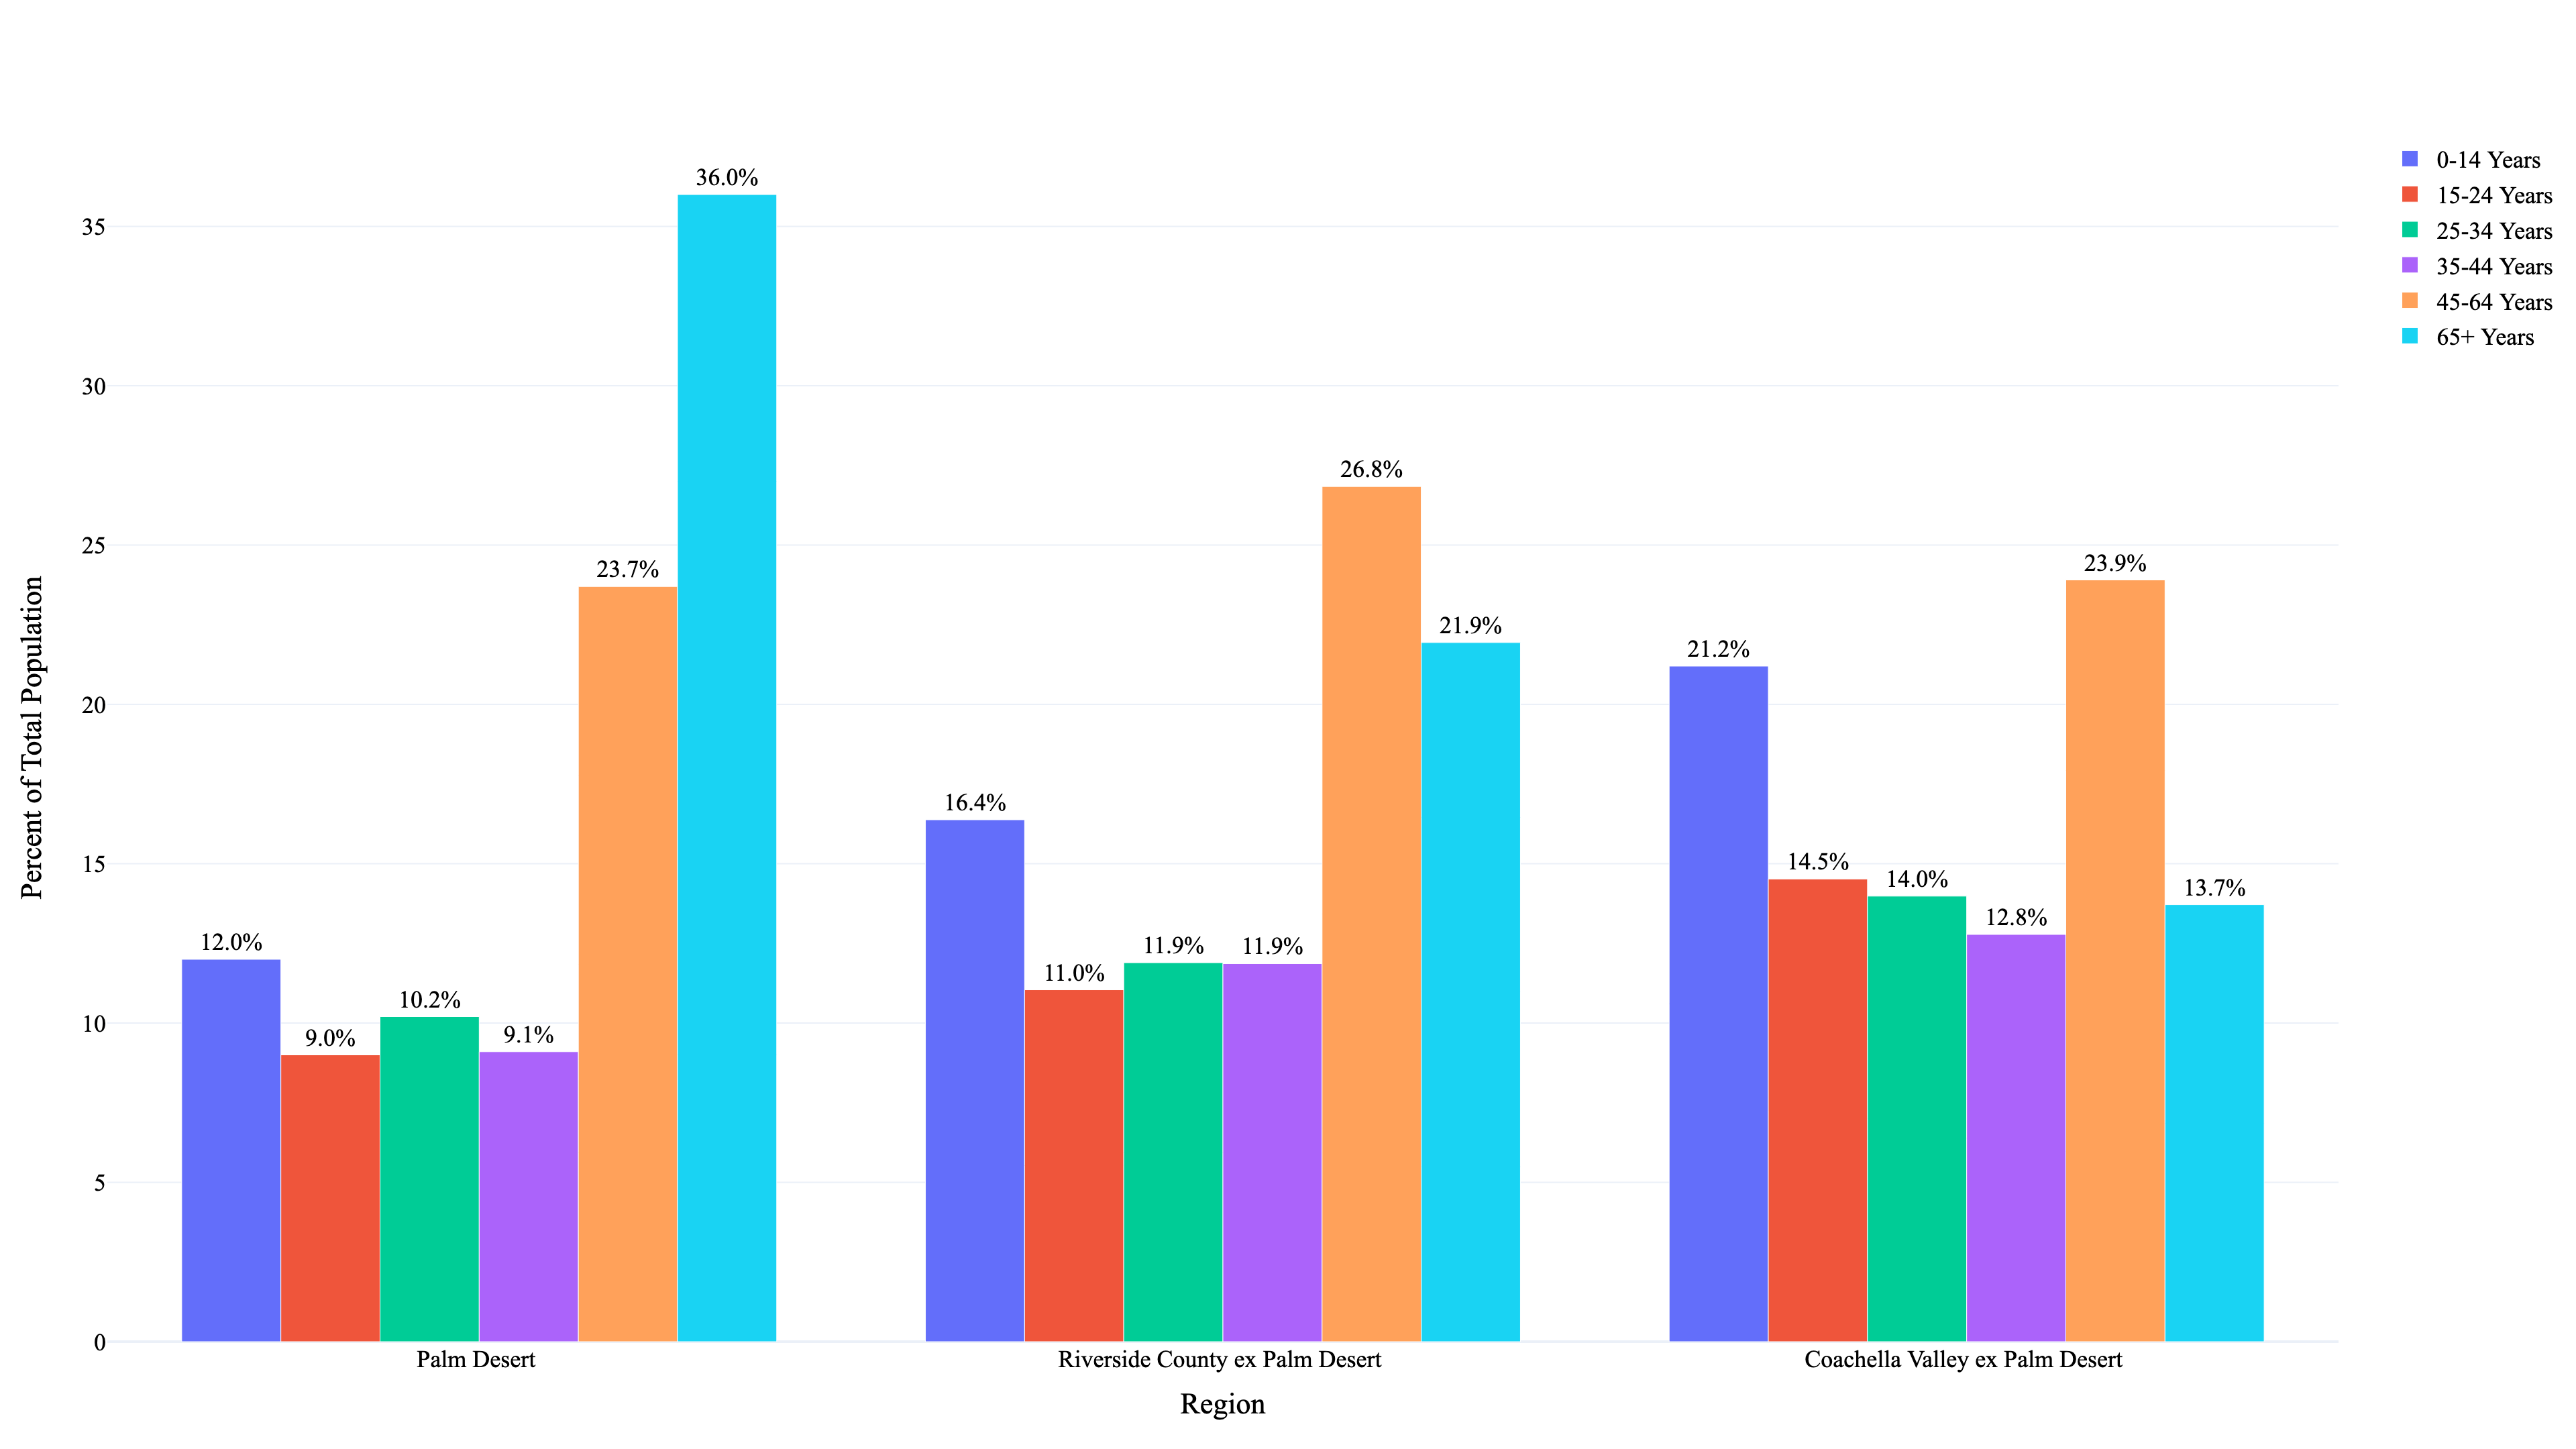 36.0%
0-14 Years
15-24 Years
25-34 Years
35-44 Years
45-64 Years
65+ Years
35
30
25
20
15
10
5
0
Percent of Total Population
12.0%
9.0%
10.2%
9.1%
23.7%
16.4%
11.0%
11.9%
11.9%
26.8%
21.9%
21.2%
14.5%
14.0%
12.8%
23.9%
13.7%
Palm Desert
Riverside County ex Palm Desert
Coachella Valley ex Palm Desert
Region